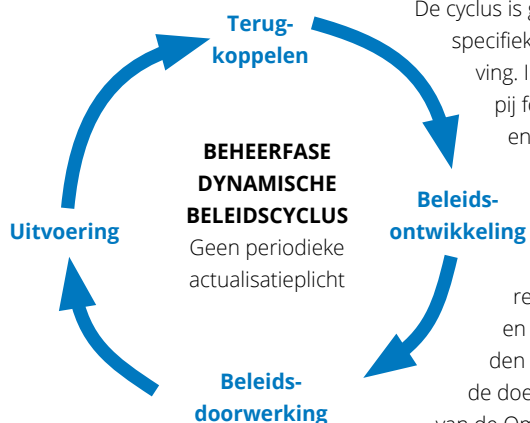 Terug-
koppelen
BEHEERFASE
DYNAMISCHE
BELEIDSCYCLUS
Geen periodieke
actualisatieplicht
Beleids-
ontwikkeling
Uitvoering
Beleids-
doorwerking
De cyclus is
specifiek
ving.
pij
en
re
en
den
de doe
van de